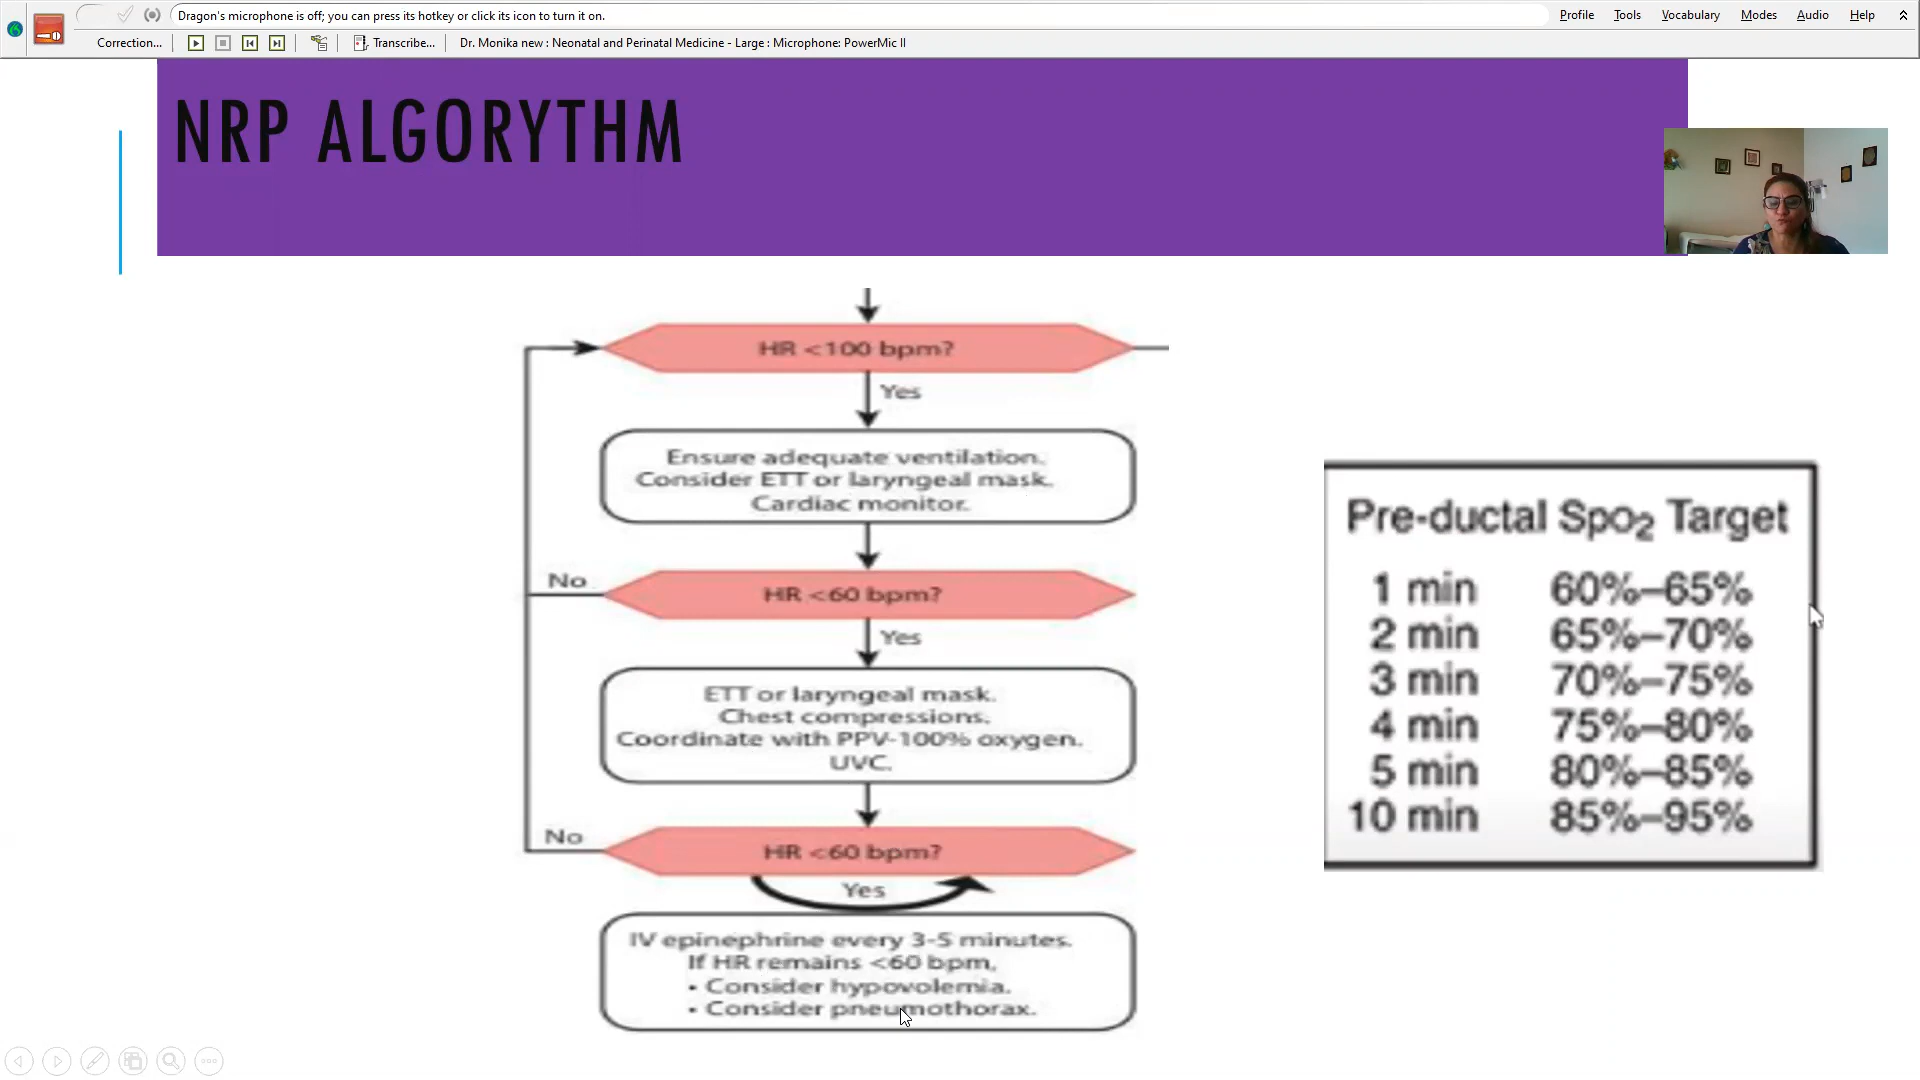 Dragon's microphone is off; you can press its hotkey or click its icon to turn it on.
Profile Tools Vocabulary Modes Audio Help
Correction... Transcribe... Dr. Monika new : Neonatal and Perinatal Medicine - Large : Microphone: PowerMic II
NRP ALGORYTHM
HR <100 bpm?
Yes
Ensure adequate ventilation.
Consider ETT or laryngeal mask.
Cardiac monitor.
No
HR <60 bpm?
Yes
ETT or laryngeal mask.
Chest compressions.
Coordinate with PPV-100% oxygen.
UVC.
No
HR <60 bpm?
Yes
IV epinephrine every 3-5 minutes.
If HR remains <60 bpm,
• Consider hypovolemia.
• Consider pneumothorax.
Pre-ductal Spo₂ Target
1 min 60%–65%
2 min 65%–70%
3 min 70%–75%
4 min 75%–80%
5 min 80%–85%
10 min 85%–95%